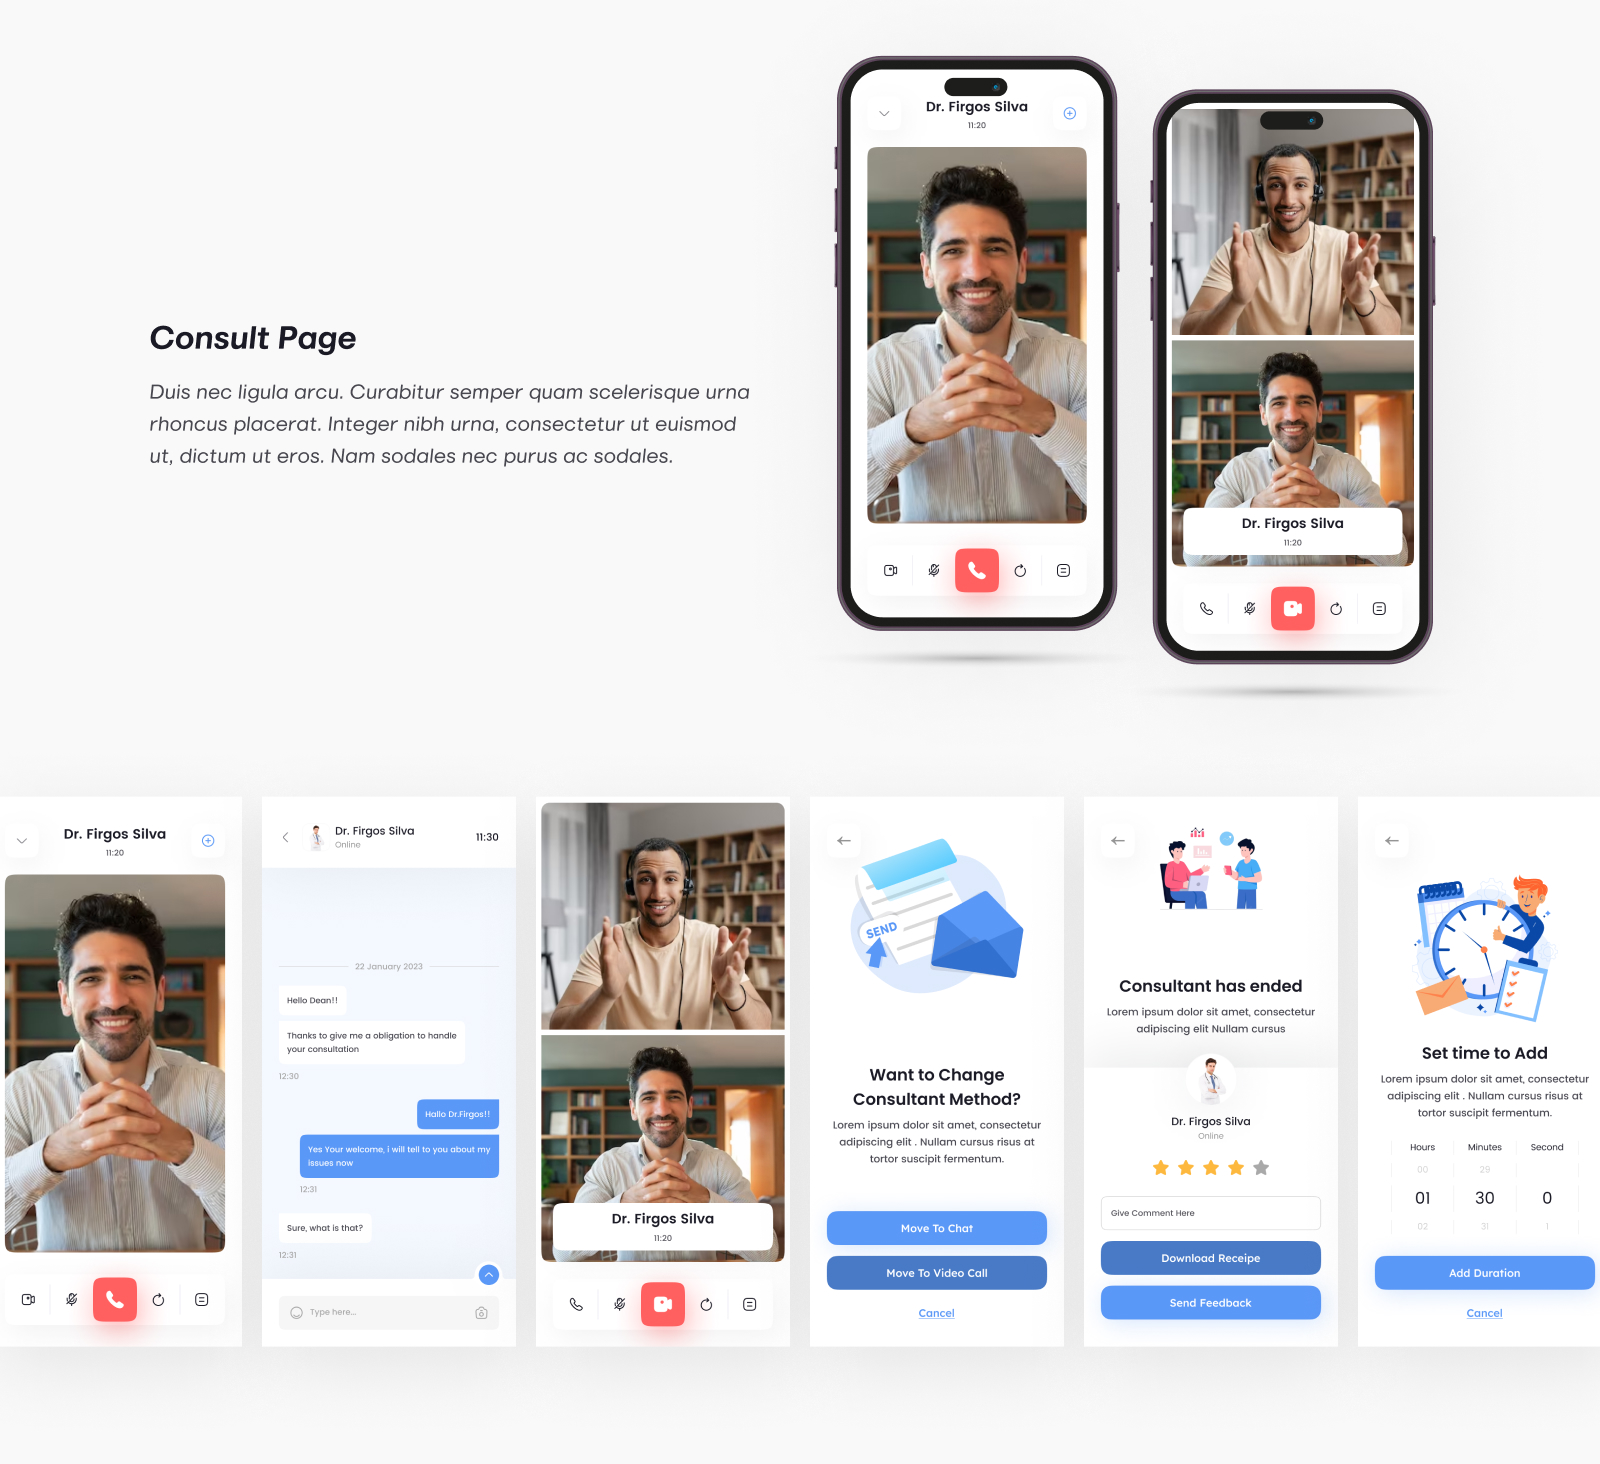 Dr. Firgos Silva
11:20
Consult Page
Duis nec ligula arcu. Curabitur semper quam scelerisque urna
rhoncus placerat. Integer nibh urna, consectetur ut euismod
ut, dictum ut eros. Nam sodales nec purus ac sodales.
Dr. Firgos Silva
11:20
Dr. Firgos Silva
11:20
Dr. Firgos Silva
Online
11:30
22 January 2023
Hello Dean!!
Thanks to give me a obligation to handle
your consultation
12:30
Hallo Dr.Firgos!!
Yes Your welcome, i will tell to you about my
issues now
12:31
Sure, what is that?
12:31
Type here...
Dr. Firgos Silva
11:20
SEND
Want to Change
Consultant Method?
Lorem ipsum dolor sit amet, consectetur
adipiscing elit . Nullam cursus risus at
tortor suscipit fermentum.
Move To Chat
Move To Video Call
Cancel
Consultant has ended
Lorem ipsum dolor sit amet, consectetur
adipiscing elit Nullam cursus
Dr. Firgos Silva
Online
Give Comment Here
Download Receipe
Send Feedback
Set time to Add
Lorem ipsum dolor sit amet, consectetur
adipiscing elit . Nullam cursus risus at
tortor suscipit fermentum.
Hours Minutes Second
00 29
01 30 0
02 31 1
Add Duration
Cancel